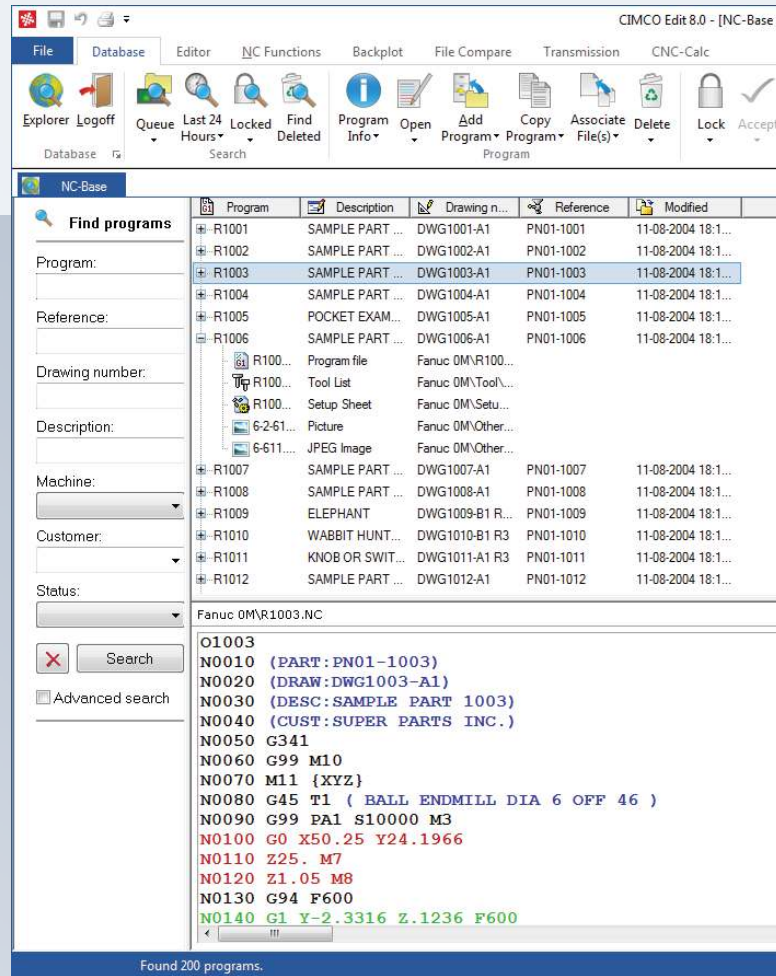 CIMCO Edit 8.0 - [NC-Base
File Database Editor NC Functions Backplot File Compare Transmission CNC-Calc
Explorer Logoff Queue Last 24 Hours Locked Find Deleted Program Info Open Add Program Copy Program Associate File(s) Delete Lock Accept
Database Search Program
NC-Base
Find programs
Program:
Reference:
Drawing number:
Description:
Machine:
Customer:
Status:
Search
Advanced search
Program Description Drawing n... Reference Modified
R1001 SAMPLE PART ... DWG1001-A1 PN01-1001 11-08-2004 18:1...
R1002 SAMPLE PART ... DWG1002-A1 PN01-1002 11-08-2004 18:1...
R1003 SAMPLE PART ... DWG1003-A1 PN01-1003 11-08-2004 18:1...
R1004 SAMPLE PART ... DWG1004-A1 PN01-1004 11-08-2004 18:1...
R1005 POCKET EXAM... DWG1005-A1 PN01-1005 11-08-2004 18:1...
R1006 SAMPLE PART ... DWG1006-A1 PN01-1006 11-08-2004 18:1...
R100... Program file Fanuc 0M\R100...
R100... Tool List Fanuc 0M\Tool\...
R100... Setup Sheet Fanuc 0M\Setu...
6-2-61... Picture Fanuc 0M\Other...
6-611.... JPEG Image Fanuc 0M\Other...
R1007 SAMPLE PART ... DWG1007-A1 PN01-1007 11-08-2004 18:1...
R1008 SAMPLE PART ... DWG1008-A1 PN01-1008 11-08-2004 18:1...
R1009 ELEPHANT DWG1009-B1 R... PN01-1009 11-08-2004 18:1...
R1010 WABBIT HUNT... DWG1010-B1 R3 PN01-1010 11-08-2004 18:1...
R1011 KNOB OR SWIT... DWG1011-A1 R3 PN01-1011 11-08-2004 18:1...
R1012 SAMPLE PART ... DWG1012-A1 PN01-1012 11-08-2004 18:1...
Fanuc 0M\R1003.NC
O1003
N0010 (PART:PN01-1003)
N0020 (DRAW:DWG1003-A1)
N0030 (DESC:SAMPLE PART 1003)
N0040 (CUST:SUPER PARTS INC.)
N0050 G341
N0060 G99 M10
N0070 M11 {XYZ}
N0080 G45 T1 ( BALL ENDMILL DIA 6 OFF 46 )
N0090 G99 PA1 S10000 M3
N0100 G0 X50.25 Y24.1966
N0110 Z25. M7
N0120 Z1.05 M8
N0130 G94 F600
N0140 G1 Y-2.3316 Z.1236 F600
Found 200 programs.